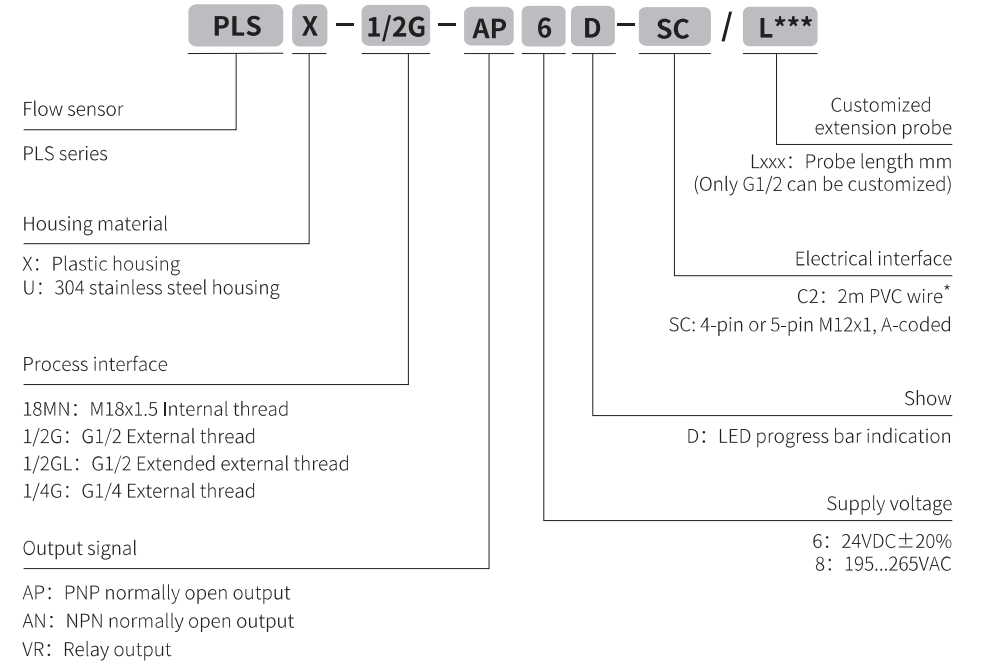 PLS X - 1/2G - AP 6 D - SC / L***
Flow sensor
PLS series
Housing material
X: Plastic housing
U: 304 stainless steel housing
Process interface
18MN: M18x1.5 Internal thread
1/2G: G1/2 External thread
1/2GL: G1/2 Extended external thread
1/4G: G1/4 External thread
Output signal
AP: PNP normally open output
AN: NPN normally open output
VR: Relay output
Customized
extension probe
Lxxx: Probe length mm
(Only G1/2 can be customized)
Electrical interface
C2: 2m PVC wire*
SC: 4-pin or 5-pin M12x1, A-coded
Show
D: LED progress bar indication
Supply voltage
6: 24VDC±20%
8: 195...265VAC